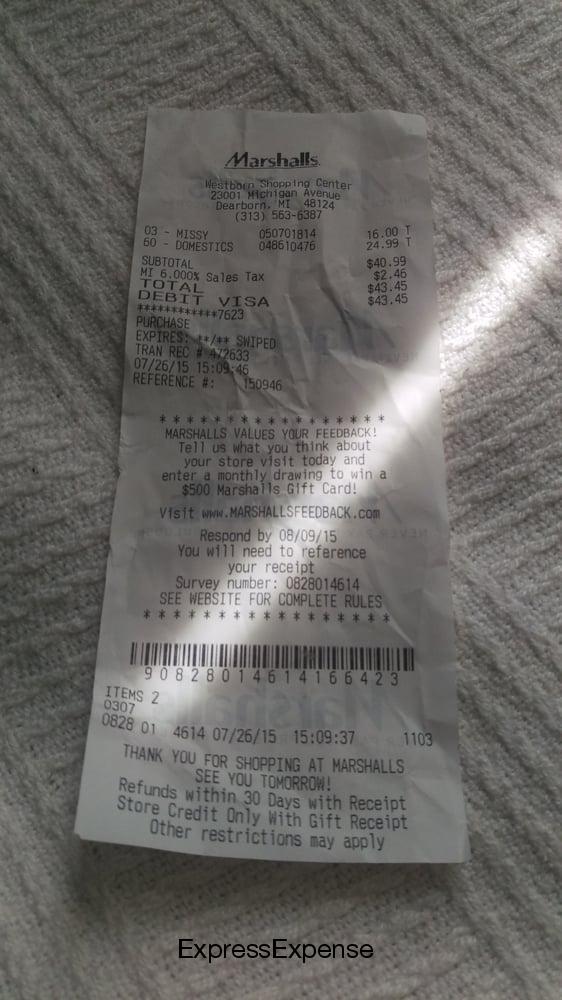 Marshalls.
Westborn Shopping Center
23001 Michigan Avenue
Dearborn, MI 48124
(313) 563-6387
03 - MISSY 050701814 16.00 T
60 - DOMESTICS 048610476 24.99 T
SUBTOTAL $40.99
MI 6.000% Sales Tax $2.46
TOTAL $43.45
DEBIT VISA $43.45
************7623
PURCHASE
EXPIRES: **/** SWIPED
TRAN REC # 472633
07/26/15 15:09:46
REFERENCE #: 150946
* * * * * * * * * * * * * * * * * *
MARSHALLS VALUES YOUR FEEDBACK!
Tell us what you think about
your store visit today and
enter a monthly drawing to win a
$500 Marshalls Gift Card!
Visit www.MARSHALLSFEEDBACK.com
Respond by 08/09/15
You will need to reference
your receipt
Survey number: 0828014614
SEE WEBSITE FOR COMPLETE RULES
* * * * * * * * * * * * * * * * * *
908280146141 66423
ITEMS 2
0307
0828 01 4614 07/26/15 15:09:37 1103
THANK YOU FOR SHOPPING AT MARSHALLS
SEE YOU TOMORROW!
Refunds within 30 Days with Receipt
Store Credit Only With Gift Receipt
Other restrictions may apply
ExpressExpense